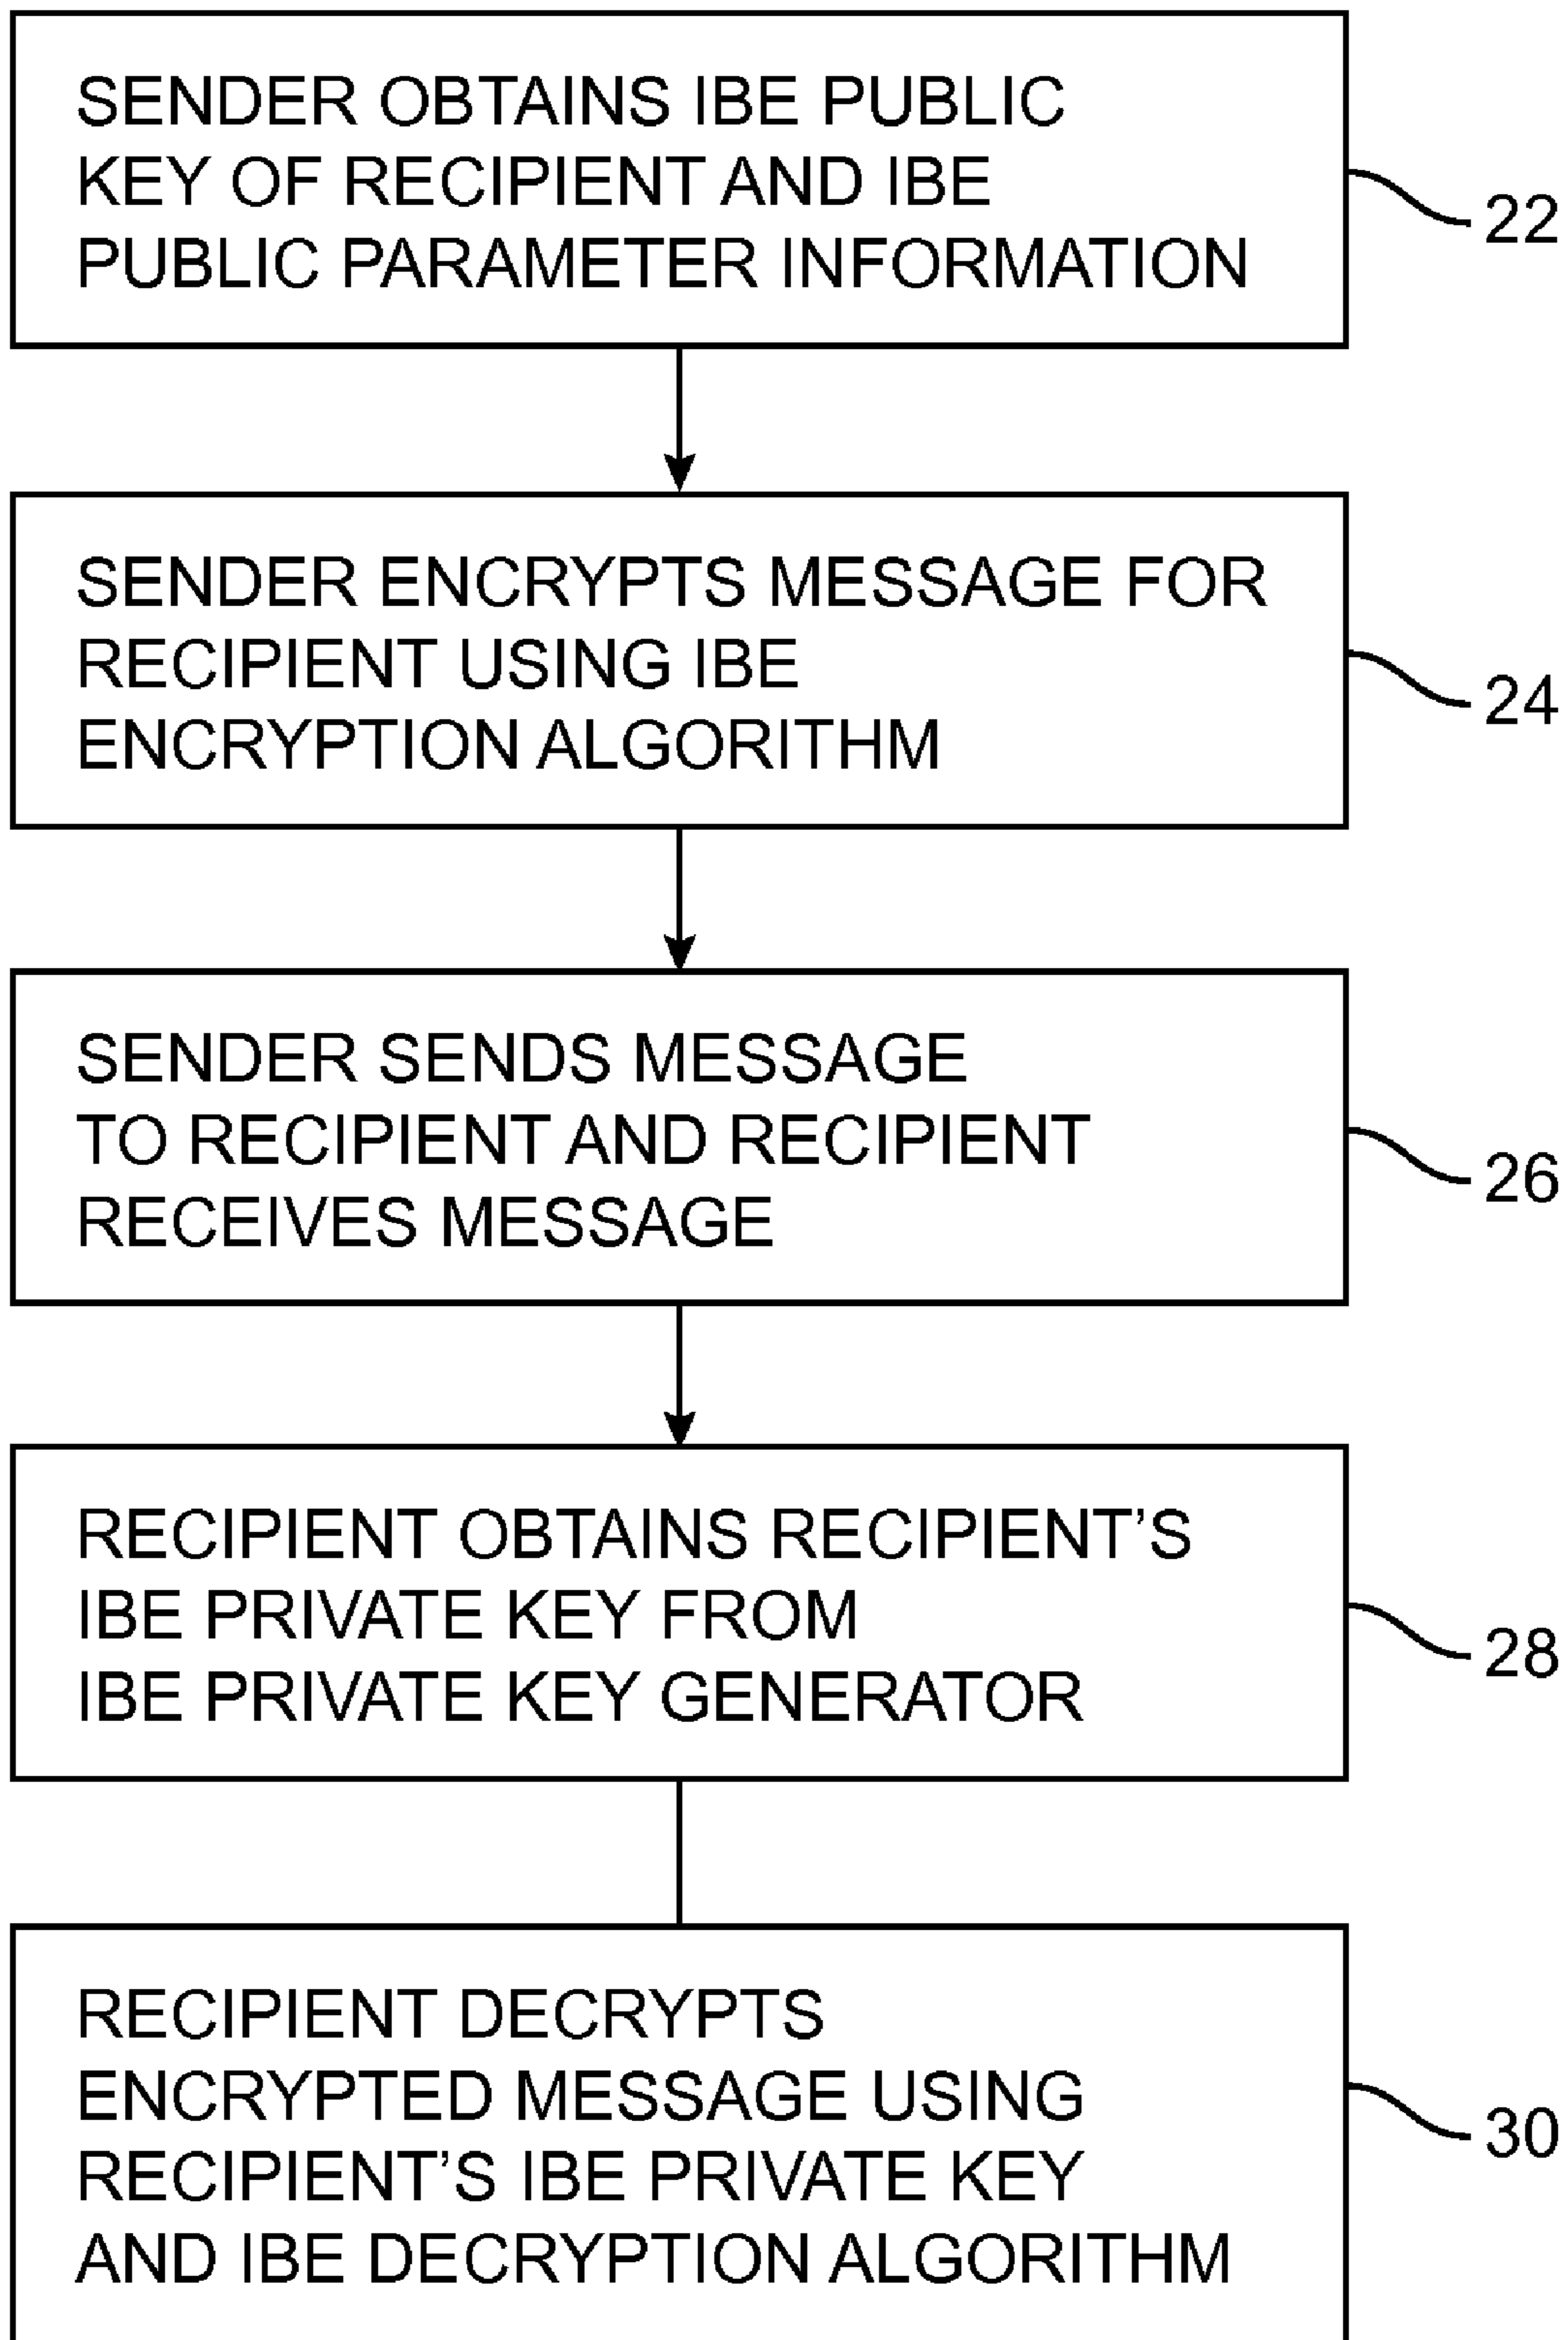 SENDER OBTAINS IBE PUBLIC
KEY OF RECIPIENT AND IBE
PUBLIC PARAMETER INFORMATION
22
SENDER ENCRYPTS MESSAGE FOR
RECIPIENT USING IBE
ENCRYPTION ALGORITHM
24
SENDER SENDS MESSAGE
TO RECIPIENT AND RECIPIENT
RECEIVES MESSAGE
26
RECIPIENT OBTAINS RECIPIENT’S
IBE PRIVATE KEY FROM
IBE PRIVATE KEY GENERATOR
28
RECIPIENT DECRYPTS
ENCRYPTED MESSAGE USING
RECIPIENT’S IBE PRIVATE KEY
AND IBE DECRYPTION ALGORITHM
30